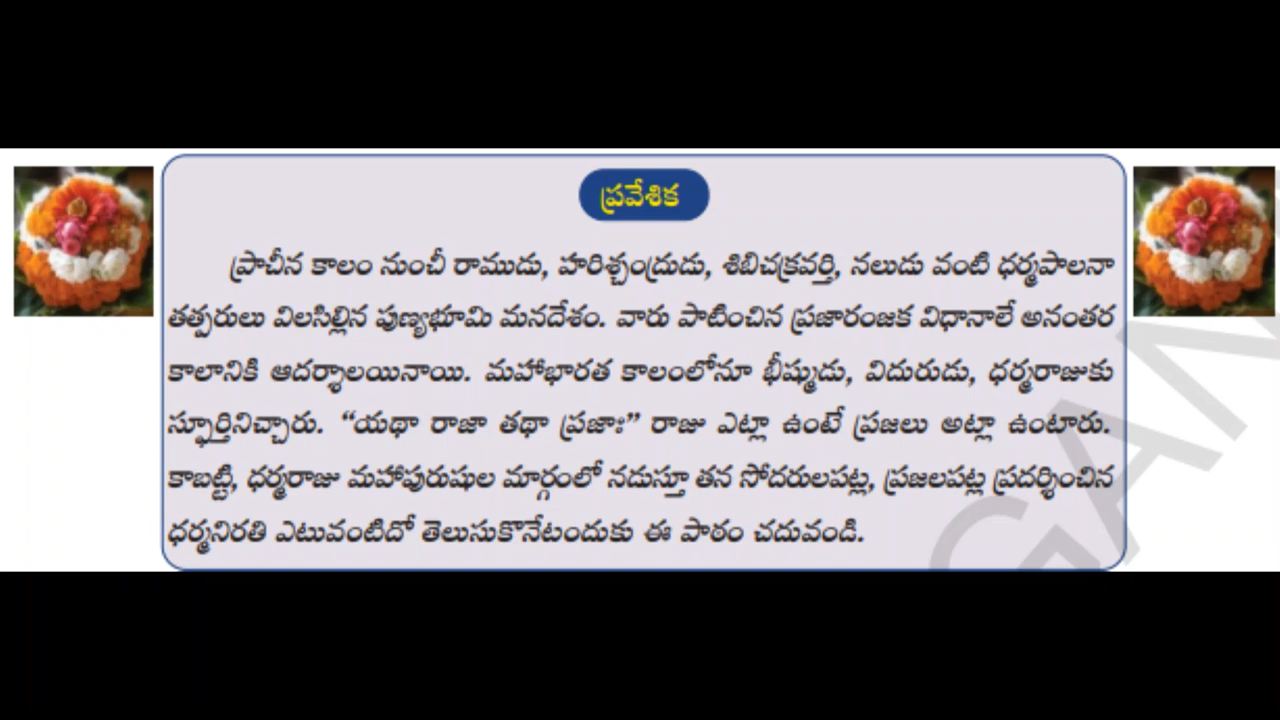 ప్రవేశిక
ప్రాచీన కాలం నుంచీ రాముడు, హరిశ్చంద్రుడు, శిబిచక్రవర్తి, నలుడు వంటి ధర్మపాలనా
తత్పరులు విలసిల్లిన పుణ్యభూమి మనదేశం. వారు పాటించిన ప్రజారంజక విధానాలే అనంతర
కాలానికి ఆదర్శాలయినాయి. మహాభారత కాలంలోనూ భీష్ముడు, విదురుడు, ధర్మరాజుకు
స్ఫూర్తినిచ్చారు. “యథా రాజా తథా ప్రజాః” రాజు ఎట్లా ఉంటే ప్రజలు అట్లా ఉంటారు.
కాబట్టి, ధర్మరాజు మహాపురుషుల మార్గంలో నడుస్తూ తన సోదరులపట్ల, ప్రజలపట్ల ప్రదర్శించిన
ధర్మనిరతి ఎటువంటిదో తెలుసుకొనేటందుకు ఈ పాఠం చదువండి.